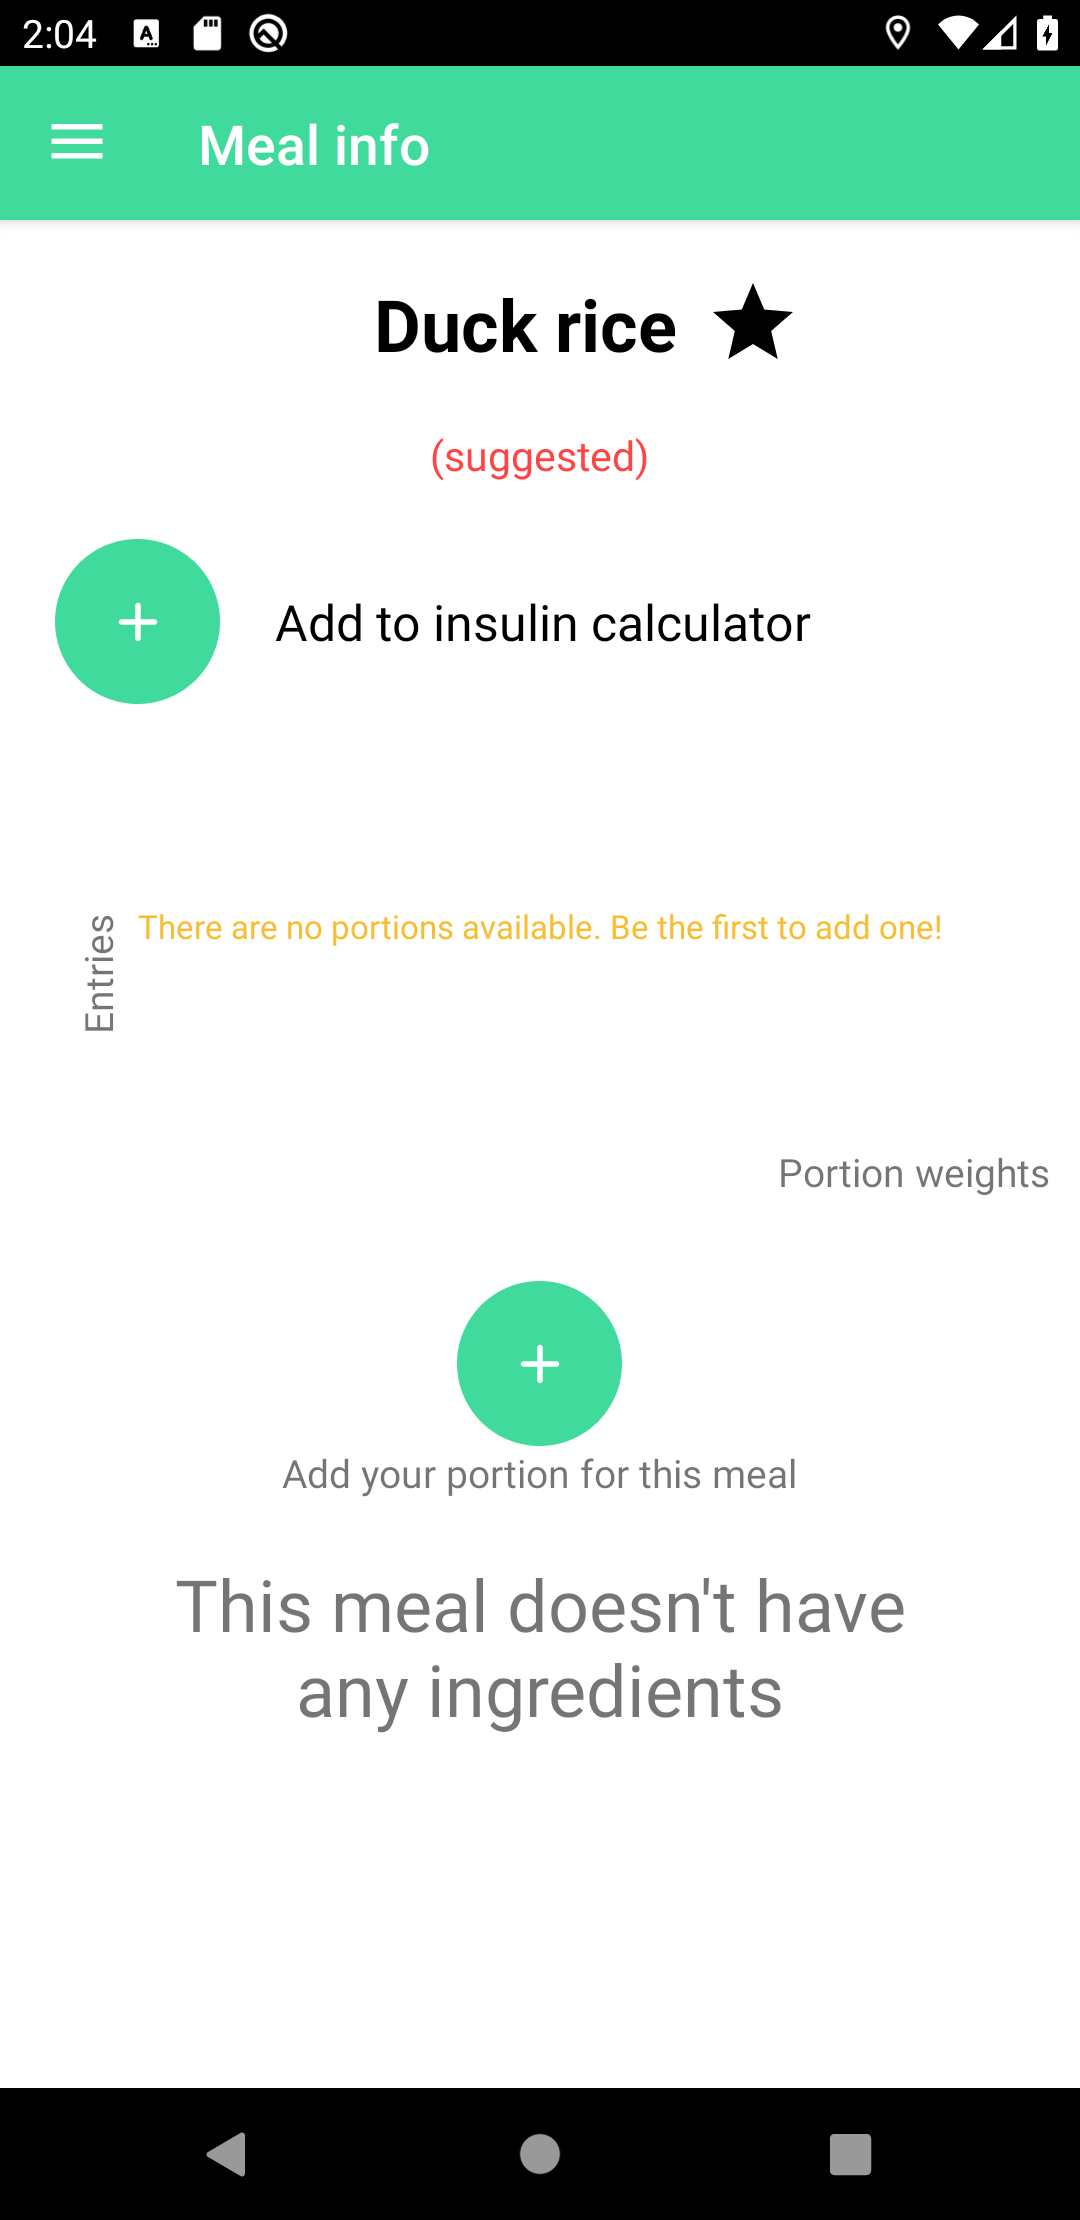 2:04
Meal info
Duck rice
(suggested)
Add to insulin calculator
There are no portions available. Be the first to add one!
Entries
Portion weights
Add your portion for this meal
This meal doesn't have
any ingredients